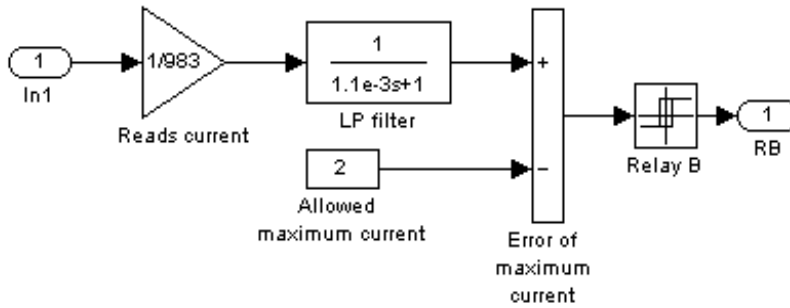 1
In1
1/983
Reads current
1
1.1e-3s+1
LP filter
2
Allowed
maximum current
+
−
Error of
maximum
current
Relay B
1
RB